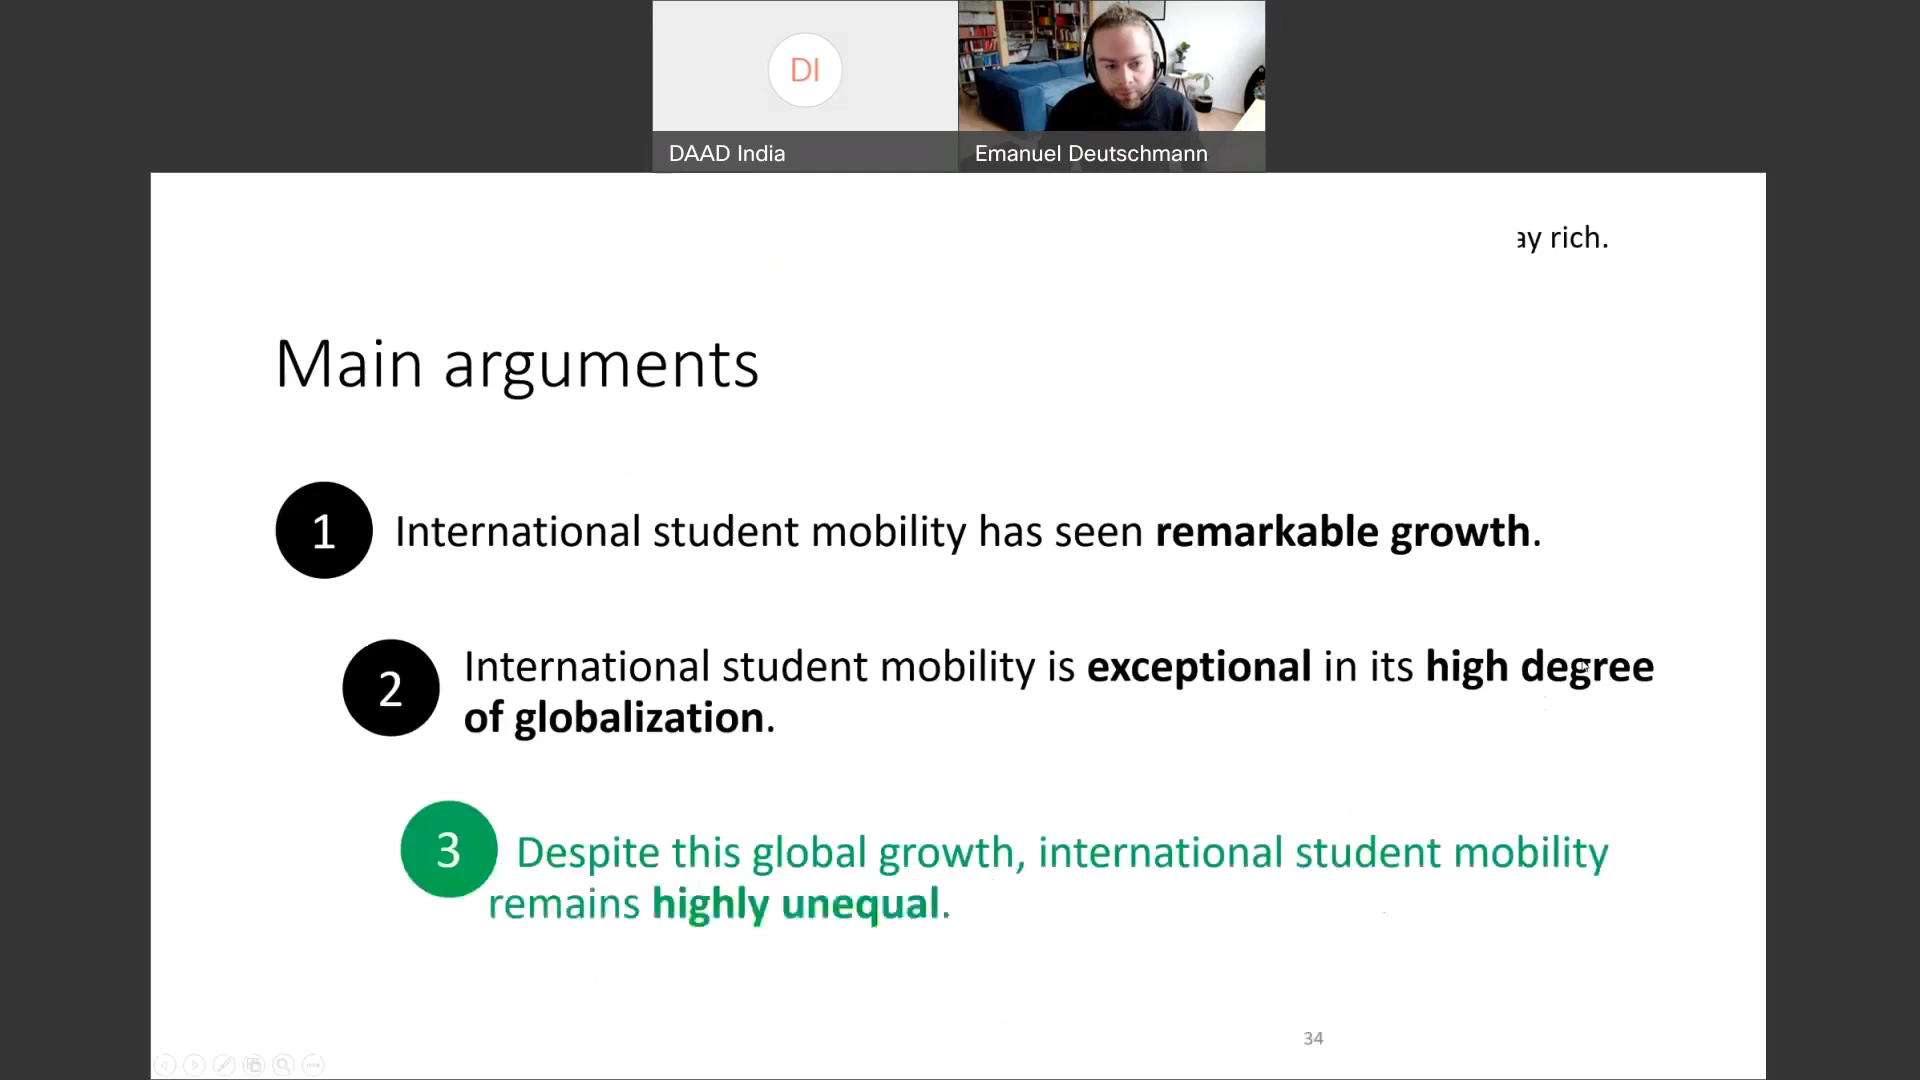 DI
DAAD India
Emanuel Deutschmann
ay rich.
Main arguments
1
International student mobility has seen remarkable growth.
2
International student mobility is exceptional in its high degree
of globalization.
3
Despite this global growth, international student mobility
remains highly unequal.
34